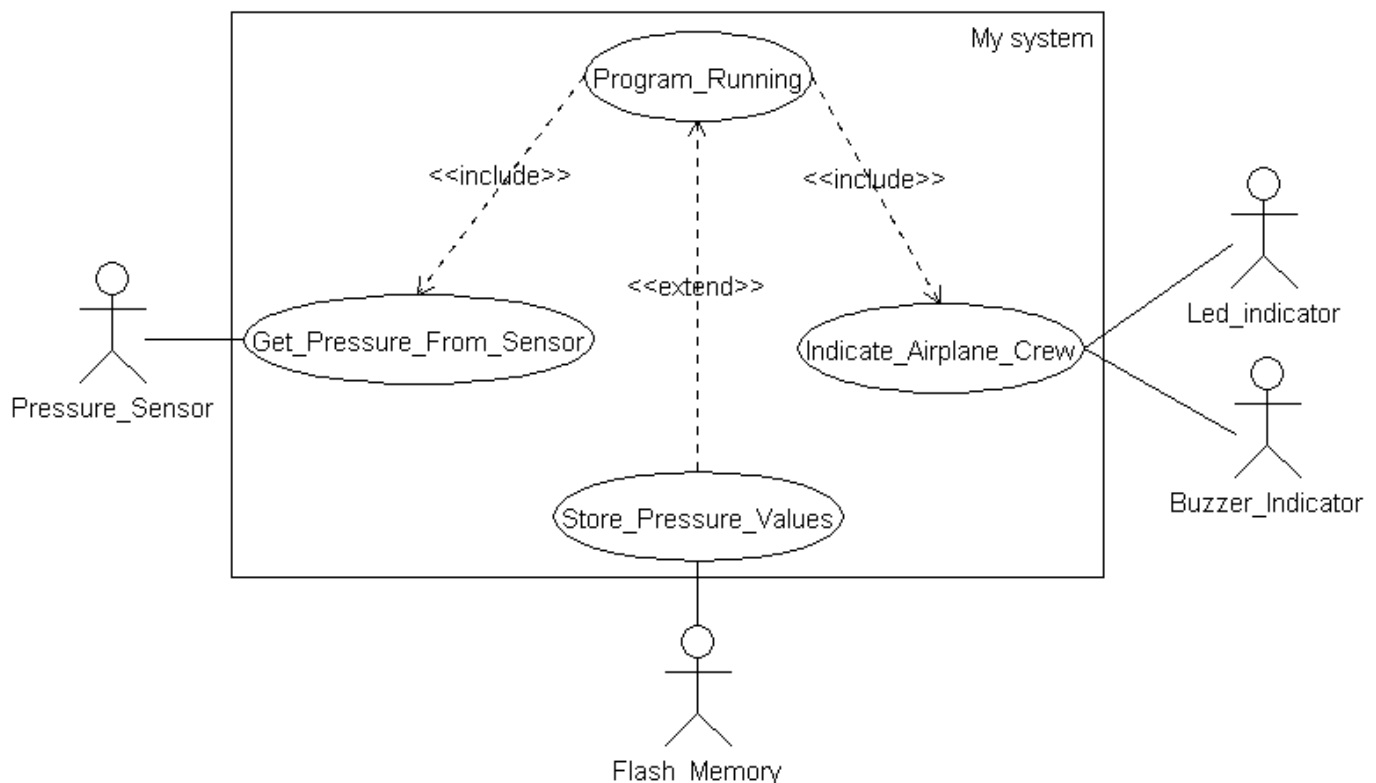 My system
Program_Running
<<include>>
<<include>>
<<extend>>
Led_indicator
Get_Pressure_From_Sensor
Indicate_Airplane_Crew
Pressure_Sensor
Buzzer_Indicator
Store_Pressure_Values
Flash_Memory